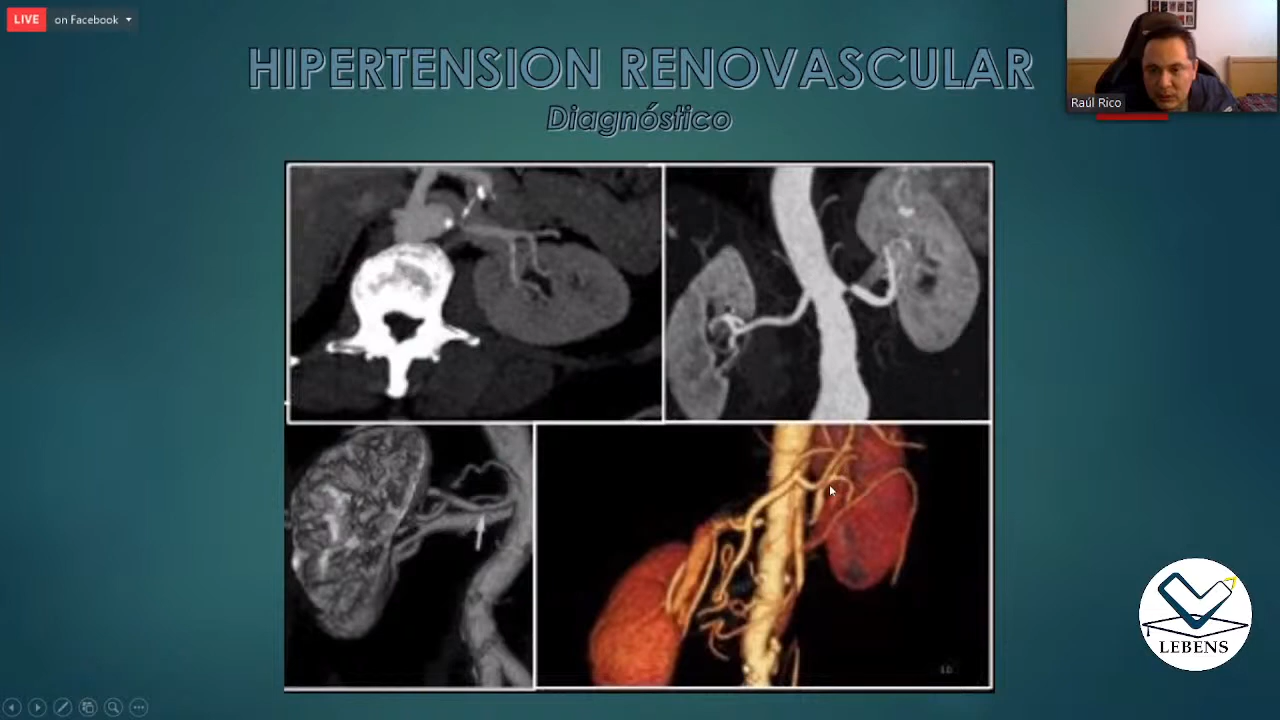 LIVE on Facebook
HIPERTENSION RENOVASCULAR
Diagnóstico
Raúl Rico
LEBENS